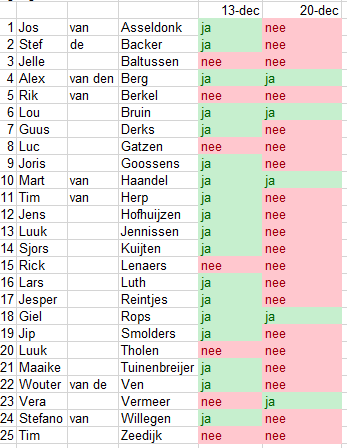 13-dec 20-dec
1 Jos van Asseldonk ja nee
2 Stef de Backer ja nee
3 Jelle Baltussen nee nee
4 Alex van den Berg ja ja
5 Rik van Berkel nee nee
6 Lou Bruin ja ja
7 Guus Derks ja nee
8 Luc Gatzen nee nee
9 Joris Goossens ja nee
10 Mart van Haandel ja ja
11 Tim van Herp ja nee
12 Jens Hofhuijzen ja nee
13 Luuk Jennissen ja nee
14 Sjors Kuijten ja nee
15 Rick Lenaers nee nee
16 Lars Luth ja nee
17 Jesper Reintjes ja nee
18 Giel Rops ja ja
19 Jip Smolders ja nee
20 Luuk Tholen nee nee
21 Maaike Tuinenbreijer ja nee
22 Wouter van de Ven ja nee
23 Vera Vermeer nee ja
24 Stefano van Willegen ja nee
25 Tim Zeedijk nee nee